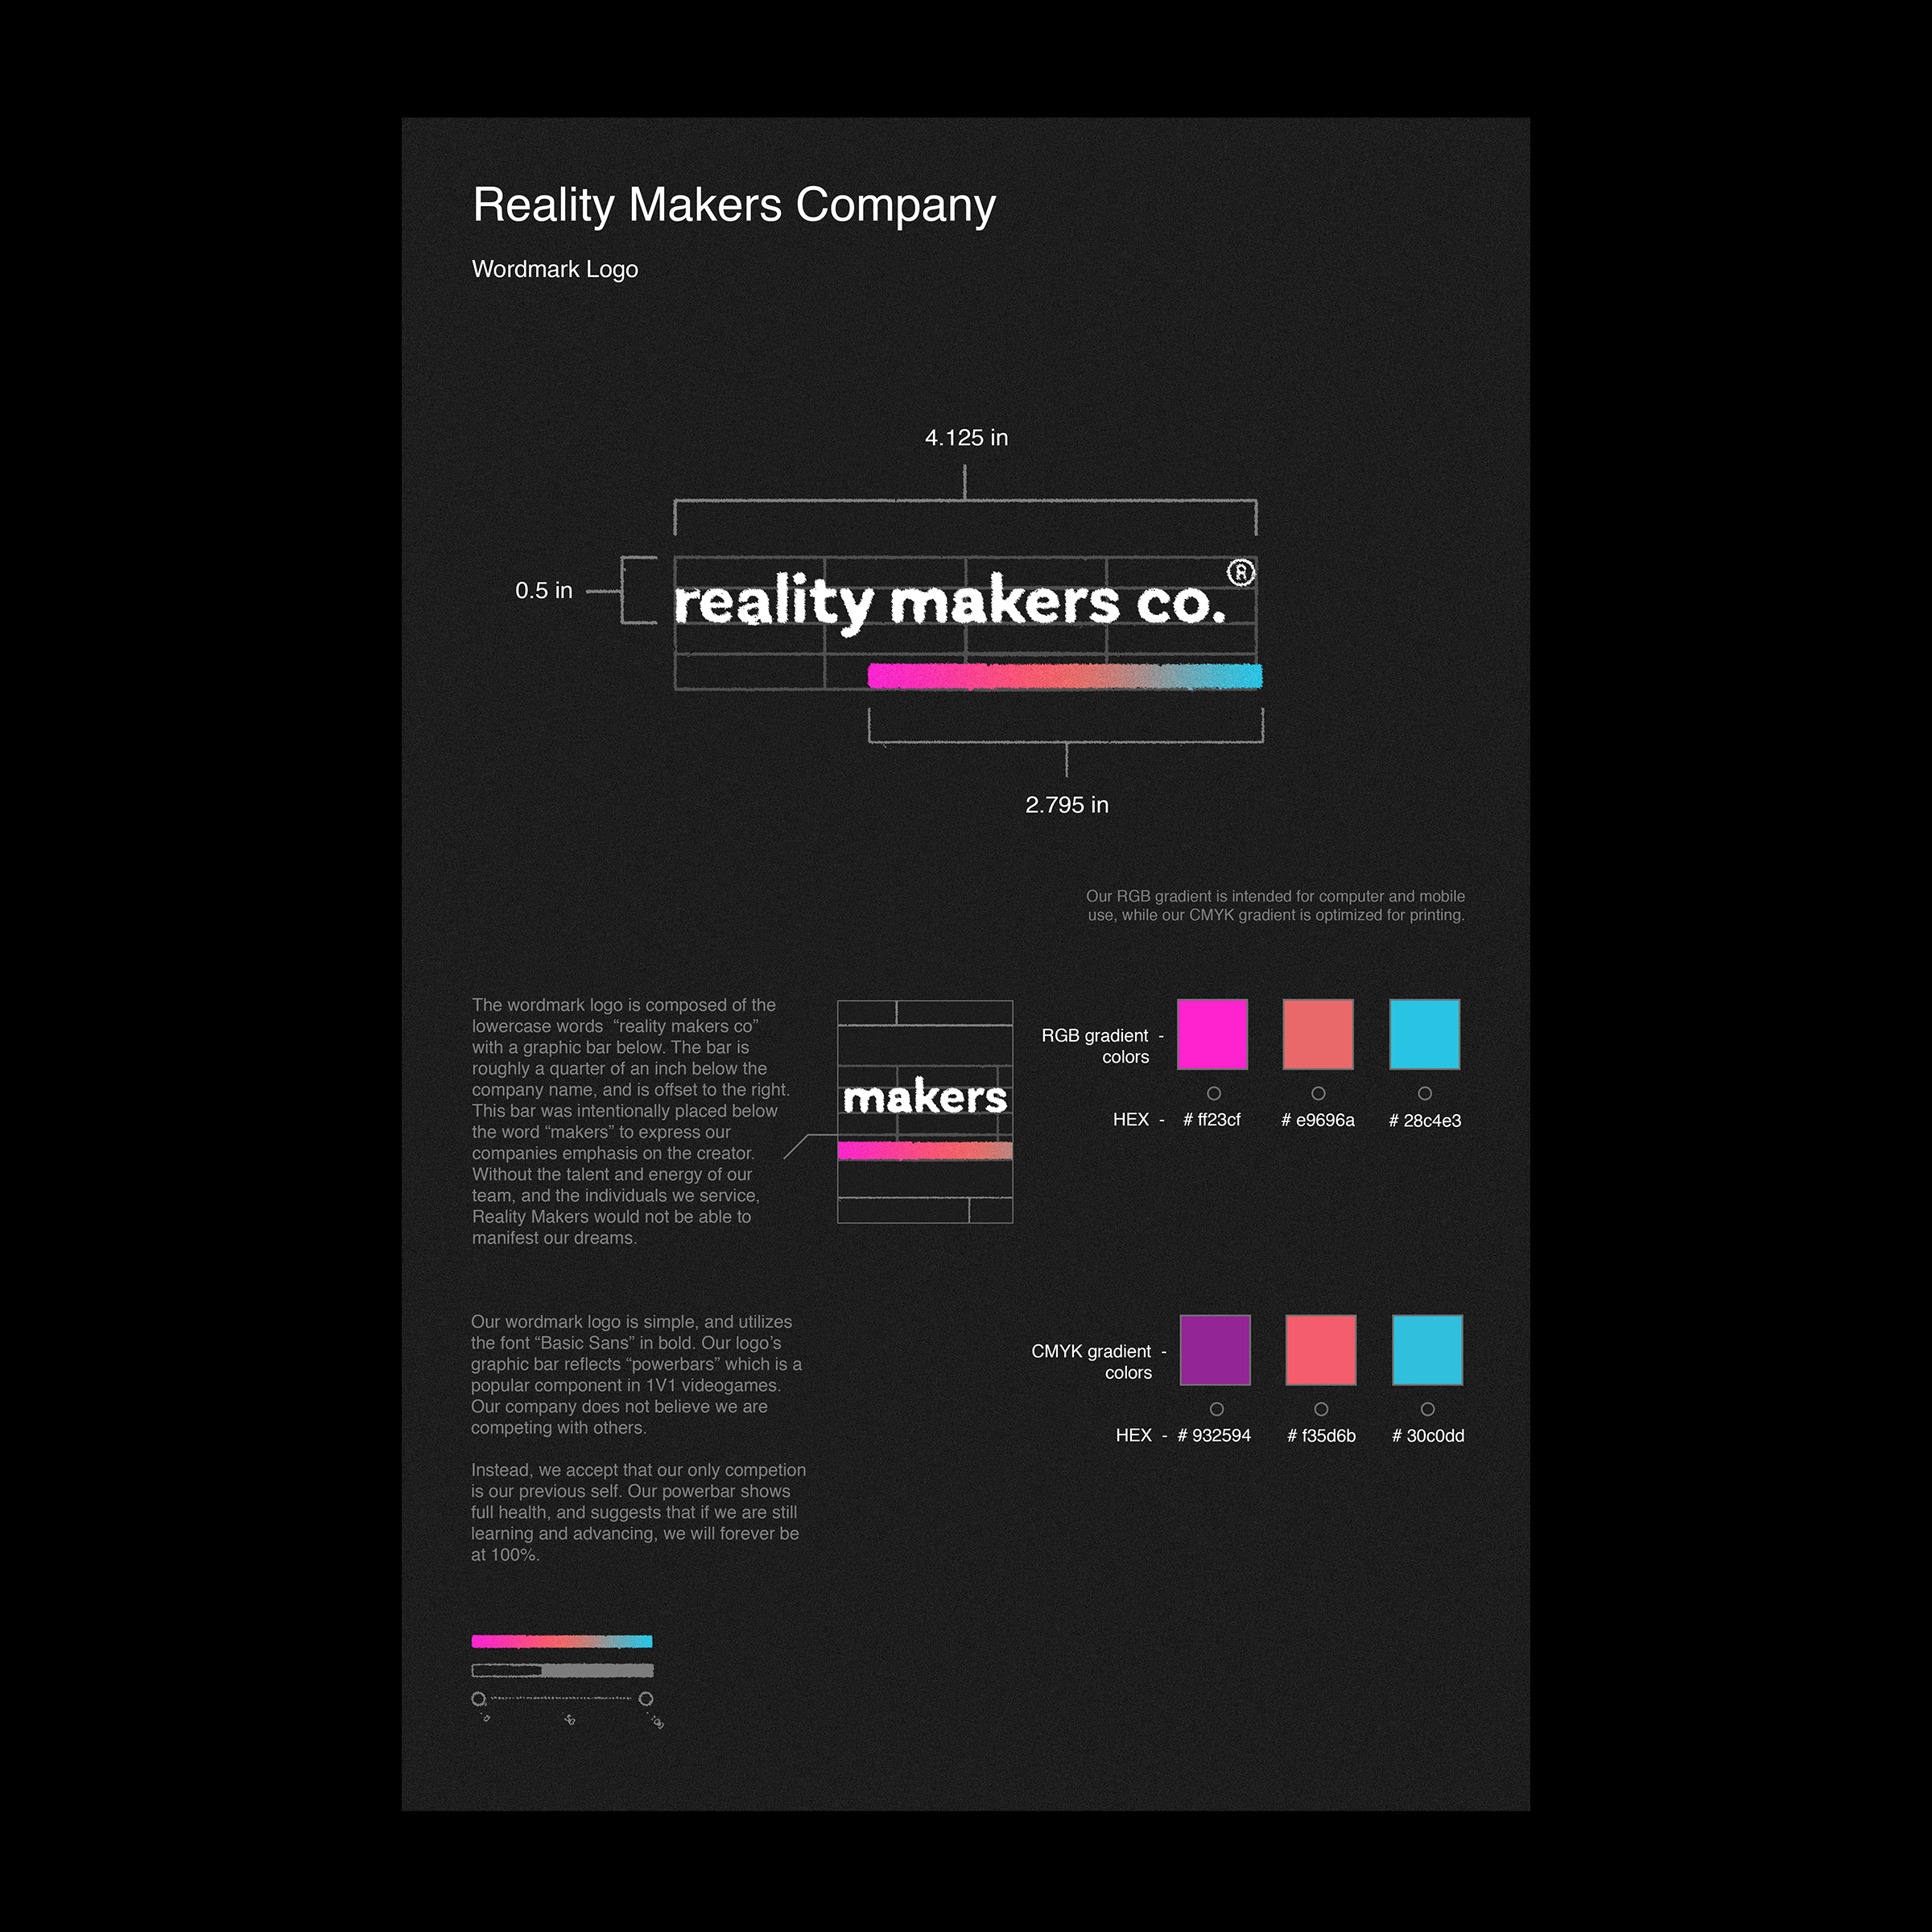 Reality Makers Company
Wordmark Logo
4.125 in
0.5 in
reality makers co.®
2.795 in
Our RGB gradient is intended for computer and mobile
use, while our CMYK gradient is optimized for printing.
The wordmark logo is composed of the
lowercase words “reality makers co”
with a graphic bar below. The bar is
roughly a quarter of an inch below the
company name, and is offset to the right.
This bar was intentionally placed below
the word “makers” to express our
companies emphasis on the creator.
Without the talent and energy of our
team, and the individuals we service,
Reality Makers would not be able to
manifest our dreams.
makers
RGB gradient -
colors
HEX - # ff23cf # e9696a # 28c4e3
Our wordmark logo is simple, and utilizes
the font “Basic Sans” in bold. Our logo’s
graphic bar reflects “powerbars” which is a
popular component in 1V1 videogames.
Our company does not believe we are
competing with others.
Instead, we accept that our only competion
is our previous self. Our powerbar shows
full health, and suggests that if we are still
learning and advancing, we will forever be
at 100%.
CMYK gradient -
colors
HEX - # 932594 # f35d6b # 30c0dd
- 0
- 50
- 100